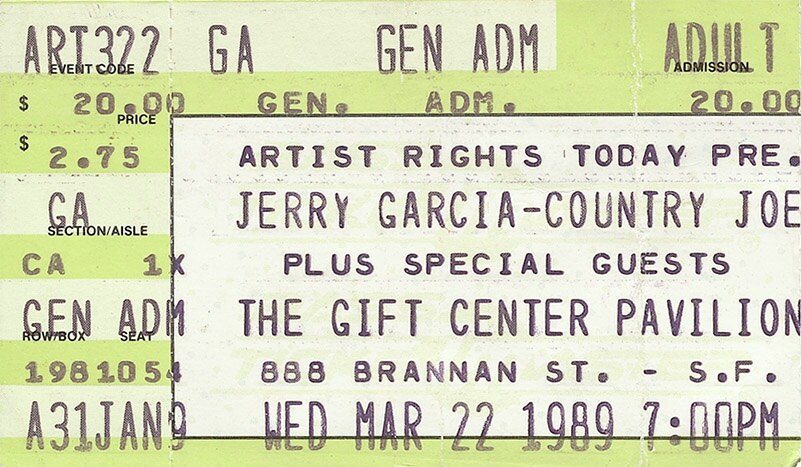 ART322 GA GEN ADM ADULT
EVENT CODE ADMISSION
$ 20.00 GEN. ADM. 20.00
PRICE
$ 2.75 ARTIST RIGHTS TODAY PRE.
GA JERRY GARCIA-COUNTRY JOE
SECTION/AISLE
CA 1X PLUS SPECIAL GUESTS
GEN ADM THE GIFT CENTER PAVILION
ROW/BOX SEAT
1981054 888 BRANNAN ST. - S.F.
A31JAN9 WED MAR 22 1989 7:00PM